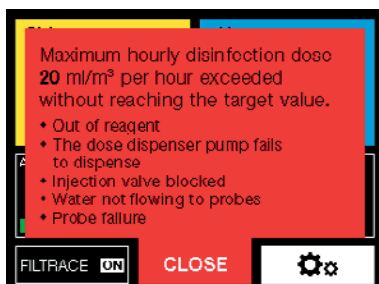 Maximum hourly disinfection dose
20 ml/m³ per hour exceeded
without reaching the target value.
• Out of reagent
• The dose dispenser pump fails
to dispense
• Injection valve blocked
• Water not flowing to probes
• Probe failure
FILTRACE ON
CLOSE